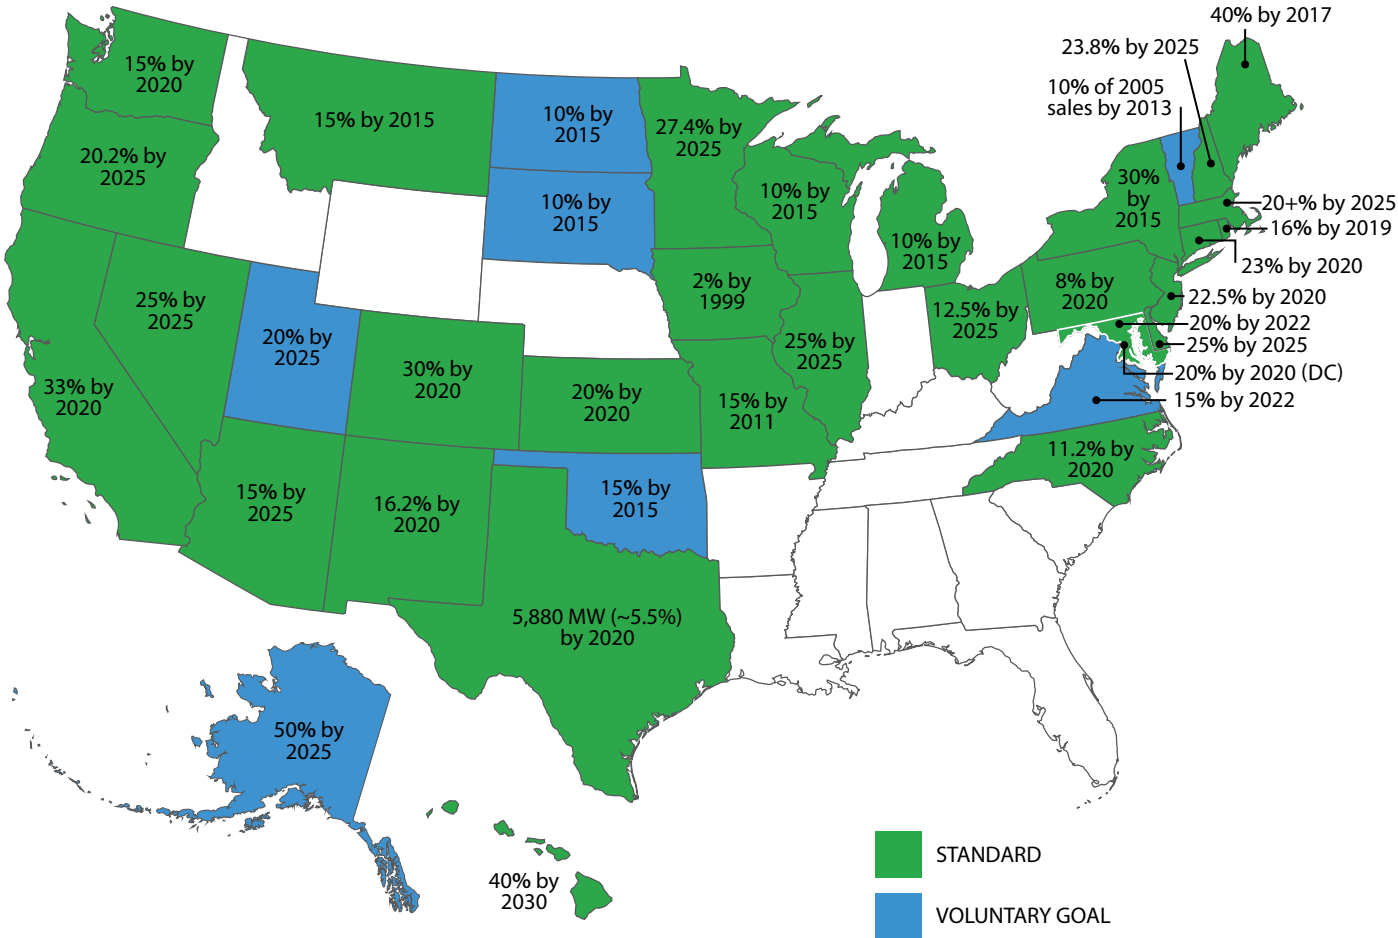 40% by 2017
23.8% by 2025
10% of 2005
sales by 2013
15% by
2020
15% by 2015
10% by
2015
27.4% by
2025
20.2% by
2025
10% by
2015
10% by
2015
30%
by
2015
20+% by 2025
16% by 2019
23% by 2020
10% by
2015
25% by
2025
2% by
1999
8% by
2020
22.5% by 2020
12.5% by
2025
20% by 2022
20% by
2025
25% by
2025
25% by 2025
20% by 2020 (DC)
33% by
2020
30% by
2020
20% by
2020
15% by
2011
15% by 2022
11.2% by
2020
15% by
2025
16.2% by
2020
15% by
2015
5,880 MW (~5.5%)
by 2020
50% by
2025
40% by
2030
STANDARD
VOLUNTARY GOAL